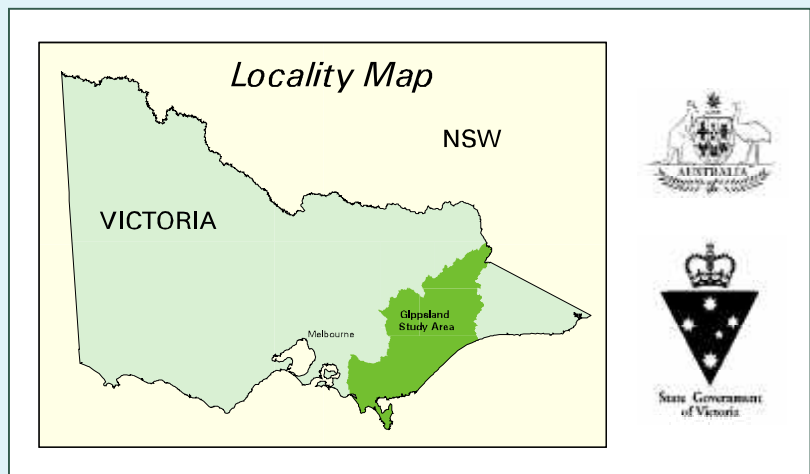 Locality Map
NSW
VICTORIA
Gippsland
Study Area
Melbourne
AUSTRALIA
State Government
of Victoria